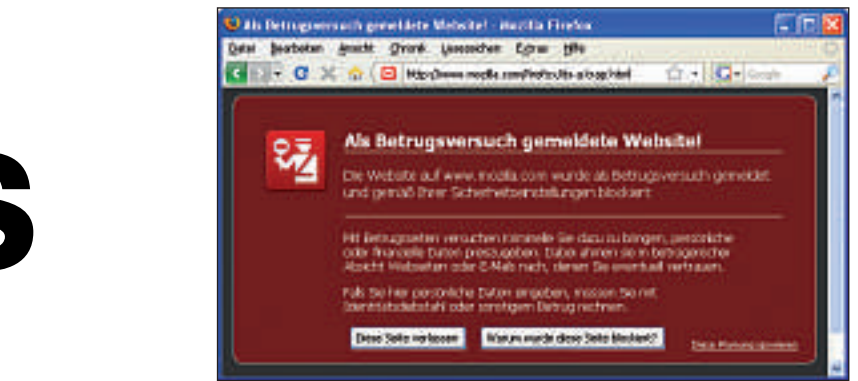 s
Als Betrugsversuch gemeldete Website! - Mozilla Firefox
Datei Bearbeiten Ansicht Chronik Lesezeichen Extras Hilfe
Google
Als Betrugsversuch gemeldete Website!
Die Website auf www.mozilla.com wurde als Betrugsversuch gemeldet
und gemäß Ihrer Sicherheitseinstellungen blockiert
Mit Betrugsseiten versuchen Kriminelle Sie dazu zu bringen, persönliche
oder finanzielle Daten preiszugeben. Dabei ahmen sie in betrügerischer
Absicht Webseiten oder E-Mails nach, denen Sie eventuell vertrauen.
Falls Sie hier persönliche Daten eingeben, müssen Sie mit
Identitätsdiebstahl oder sonstigem Betrug rechnen.
Diese Seite verlassen Warum wurde diese Seite blockiert?
Diese Warnung ignorieren